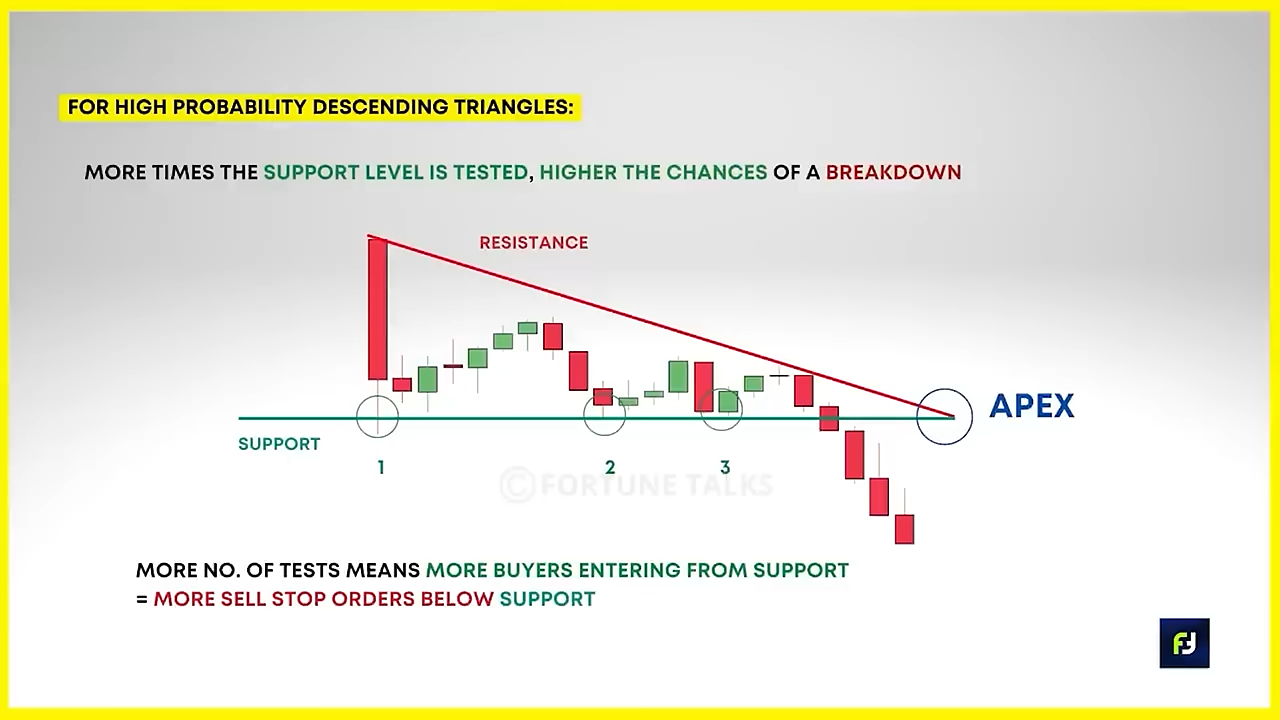 FOR HIGH PROBABILITY DESCENDING TRIANGLES:
MORE TIMES THE SUPPORT LEVEL IS TESTED, HIGHER THE CHANCES OF A BREAKDOWN
RESISTANCE
APEX
SUPPORT
1
2
3
©FORTUNE TALKS
MORE NO. OF TESTS MEANS MORE BUYERS ENTERING FROM SUPPORT
= MORE SELL STOP ORDERS BELOW SUPPORT